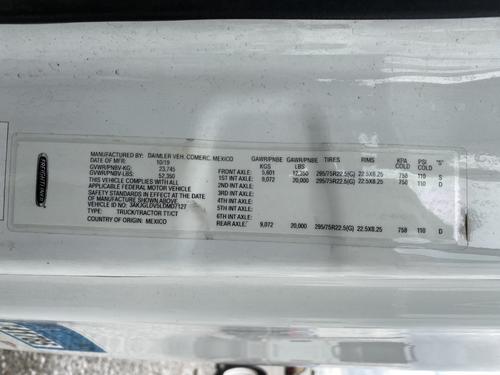 FREIGHTLINER
MANUFACTURED BY: DAIMLER VEH. COMERC. MEXICO
DATE OF MFR: 10/19
GVWR/PNBV-KG: 23,745
GVWR/PNBV-LBS: 52,350
THIS VEHICLE COMPLIES WITH ALL
APPLICABLE FEDERAL MOTOR VEHICLE
SAFETY STANDARDS IN EFFECT AT THE DATE
OF MFR. SHOWN ABOVE
VEHICLE ID 3AKJGLDV5LDMD7127
TYPE: TRUCK/TRACTOR TT/CT
COUNTRY OF ORIGIN: MEXICO
GAWR/PNBE KGS GAWR/PNBE LBS TIRES RIMS KPA COLD PSI COLD "S"
FRONT AXLE: 5,601 12,350 295/75R22.5(G) 22.5X8.25 758 110 S
1ST INT AXLE: 9,072 20,000 295/75R22.5(G) 22.5X8.25 758 110 D
2ND INT AXLE:
3RD INT AXLE:
4TH INT AXLE:
5TH INT AXLE:
6TH INT AXLE:
REAR AXLE: 9,072 20,000 295/75R22.5(G) 22.5X8.25 758 110 D